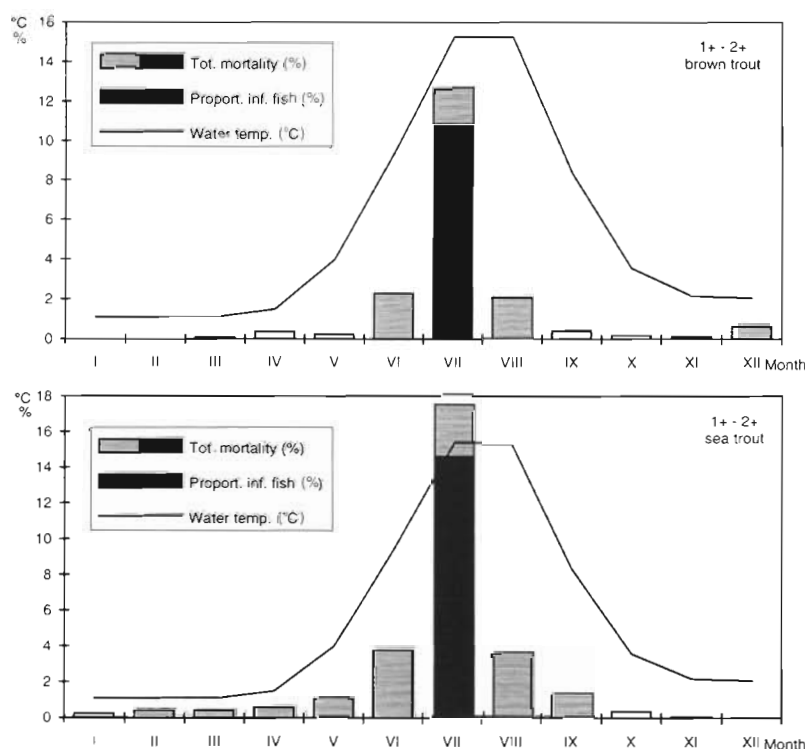 °C
%
16
14
12
10
8
6
4
2
0
Tot. mortality (%)
Proport. inf. fish (%)
Water temp. (°C)
1+ - 2+
brown trout
I II III IV V VI VII VIII IX X XI XII Month
°C
%
18
16
14
12
10
8
6
4
2
0
Tot. mortality (%)
Proport. inf. fish (%)
Water temp. (°C)
1+ - 2+
sea trout
I II III IV V VI VII VIII IX X XI XII Month